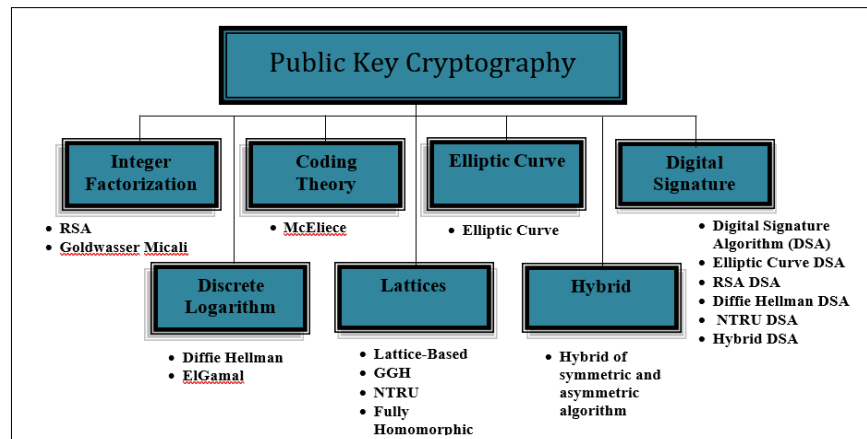 Public Key Cryptography
Integer
Factorization
• RSA
• Goldwasser Micali
Coding
Theory
• McEliece
Elliptic Curve
• Elliptic Curve
Digital
Signature
• Digital Signature
Algorithm (DSA)
• Elliptic Curve DSA
• RSA DSA
• Diffie Hellman DSA
• NTRU DSA
• Hybrid DSA
Discrete
Logarithm
• Diffie Hellman
• ElGamal
Lattices
• Lattice-Based
• GGH
• NTRU
• Fully
Homomorphic
Hybrid
• Hybrid of
symmetric and
asymmetric
algorithm